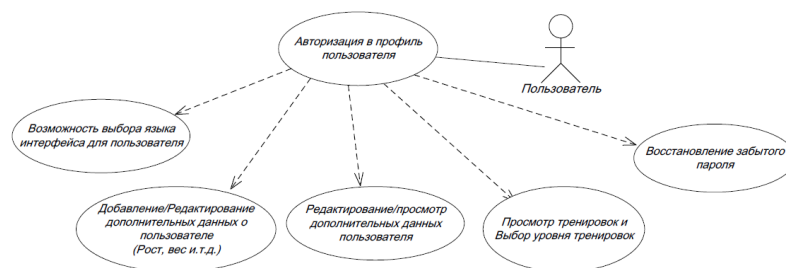 Авторизация в профиль
пользователя
Пользователь
Возможность выбора языка
интерфейса для пользователя
Восстановление забытого
пароля
Добавление/Редактирование
дополнительных данных о
пользователе
(Рост, вес и.т.д.)
Редактирование/просмотр
дополнительных данных
пользователя
Просмотр тренировок и
Выбор уровня тренировок